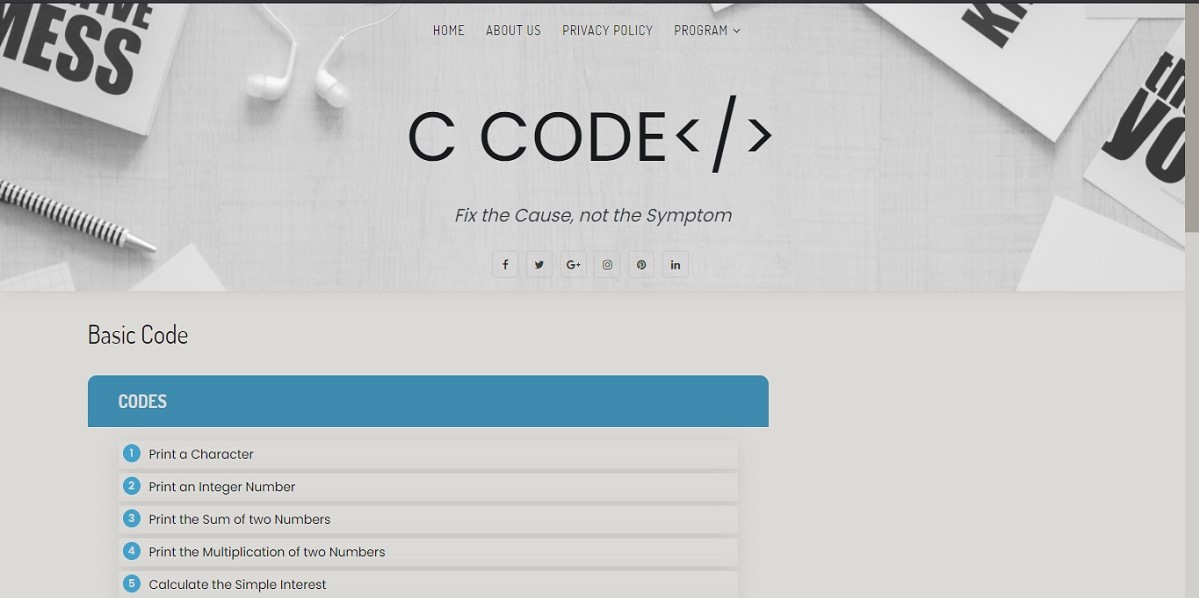 HOME ABOUT US PRIVACY POLICY PROGRAM
MESS
C CODE</>
Fix the Cause, not the Symptom
f G+ in
Basic Code
CODES
1 Print a Character
2 Print an Integer Number
3 Print the Sum of two Numbers
4 Print the Multiplication of two Numbers
5 Calculate the Simple Interest